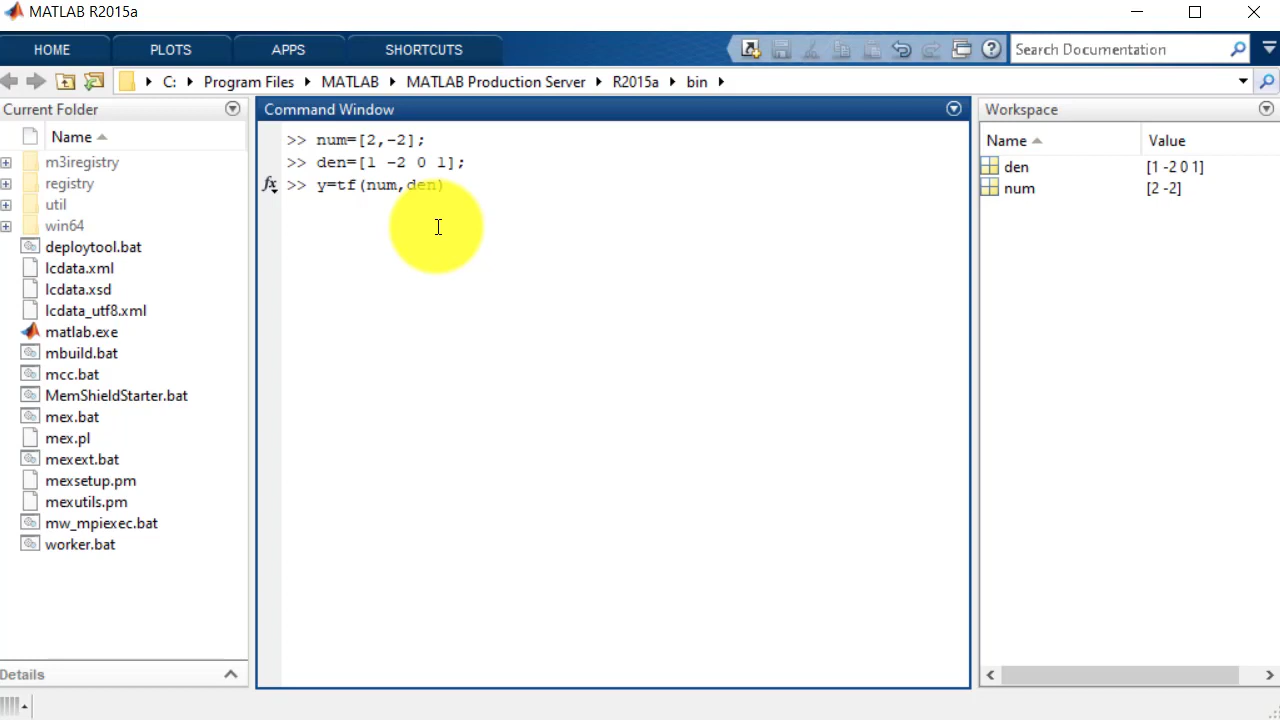 MATLAB R2015a
HOME PLOTS APPS SHORTCUTS Search Documentation
C: Program Files MATLAB MATLAB Production Server R2015a bin
Current Folder
Name
m3iregistry
registry
util
win64
deploytool.bat
lcdata.xml
lcdata.xsd
lcdata_utf8.xml
matlab.exe
mbuild.bat
mcc.bat
MemShieldStarter.bat
mex.bat
mex.pl
mexext.bat
mexsetup.pm
mexutils.pm
mw_mpiexec.bat
worker.bat
Details
Command Window
>> num=[2,-2];
>> den=[1 -2 0 1];
fx >> y=tf(num,den)
Workspace
Name Value
den [1 -2 0 1]
num [2 -2]